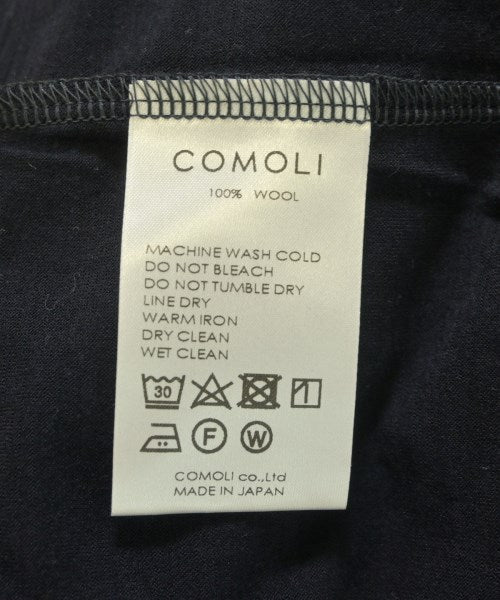 COMOLI
100% WOOL
MACHINE WASH COLD
DO NOT BLEACH
DO NOT TUMBLE DRY
LINE DRY
WARM IRON
DRY CLEAN
WET CLEAN
30
F W
COMOLI co.,Ltd
MADE IN JAPAN